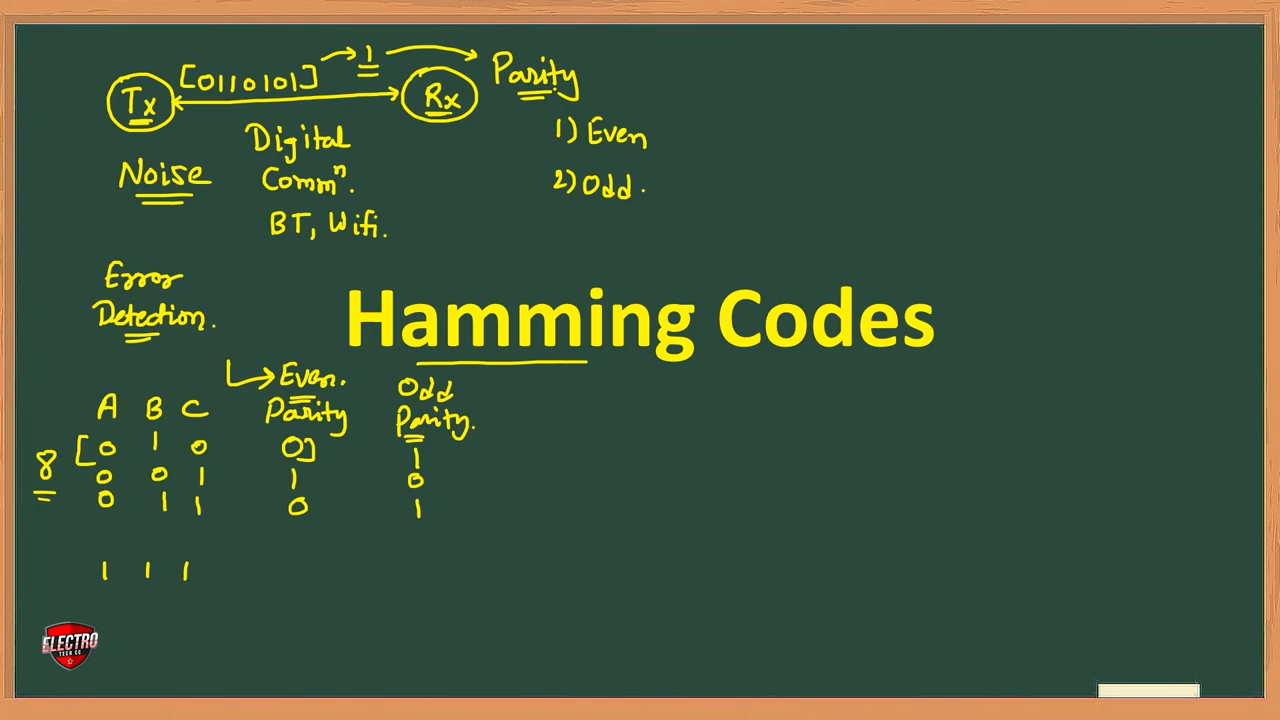 [0110101] 1
Tx Rx
Parity
1) Even
2) Odd.
Digital
Commⁿ.
BT, Wifi.
Noise
Error
Detection.
Hamming Codes
Even. Odd
A B C Parity Parity.
8 [0 1 0 0] 1
0 0 1 1 0
0 1 1 0 1
1 1 1
ELECTRO
TECH CC